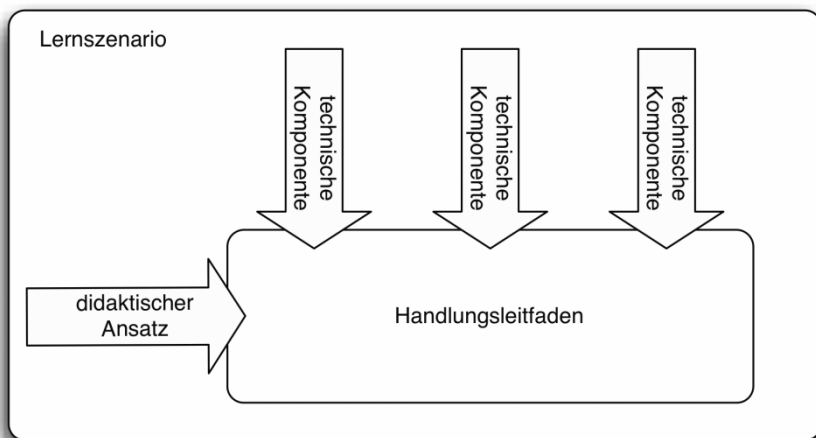 Lernszenario
technische
Komponente
technische
Komponente
technische
Komponente
didaktischer
Ansatz
Handlungsleitfaden